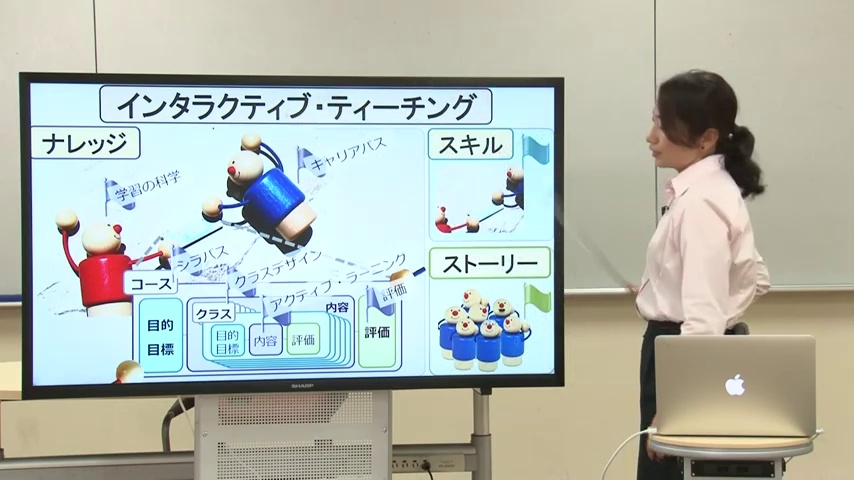 インタラクティブ・ティーチング
ナレッジ
スキル
キャリアパス
学習の科学
シラバス
クラスデザイン
アクティブ・ラーニング
評価
ストーリー
コース
目的
目標
クラス
内容
目的
目標
内容
評価
評価
SHARP